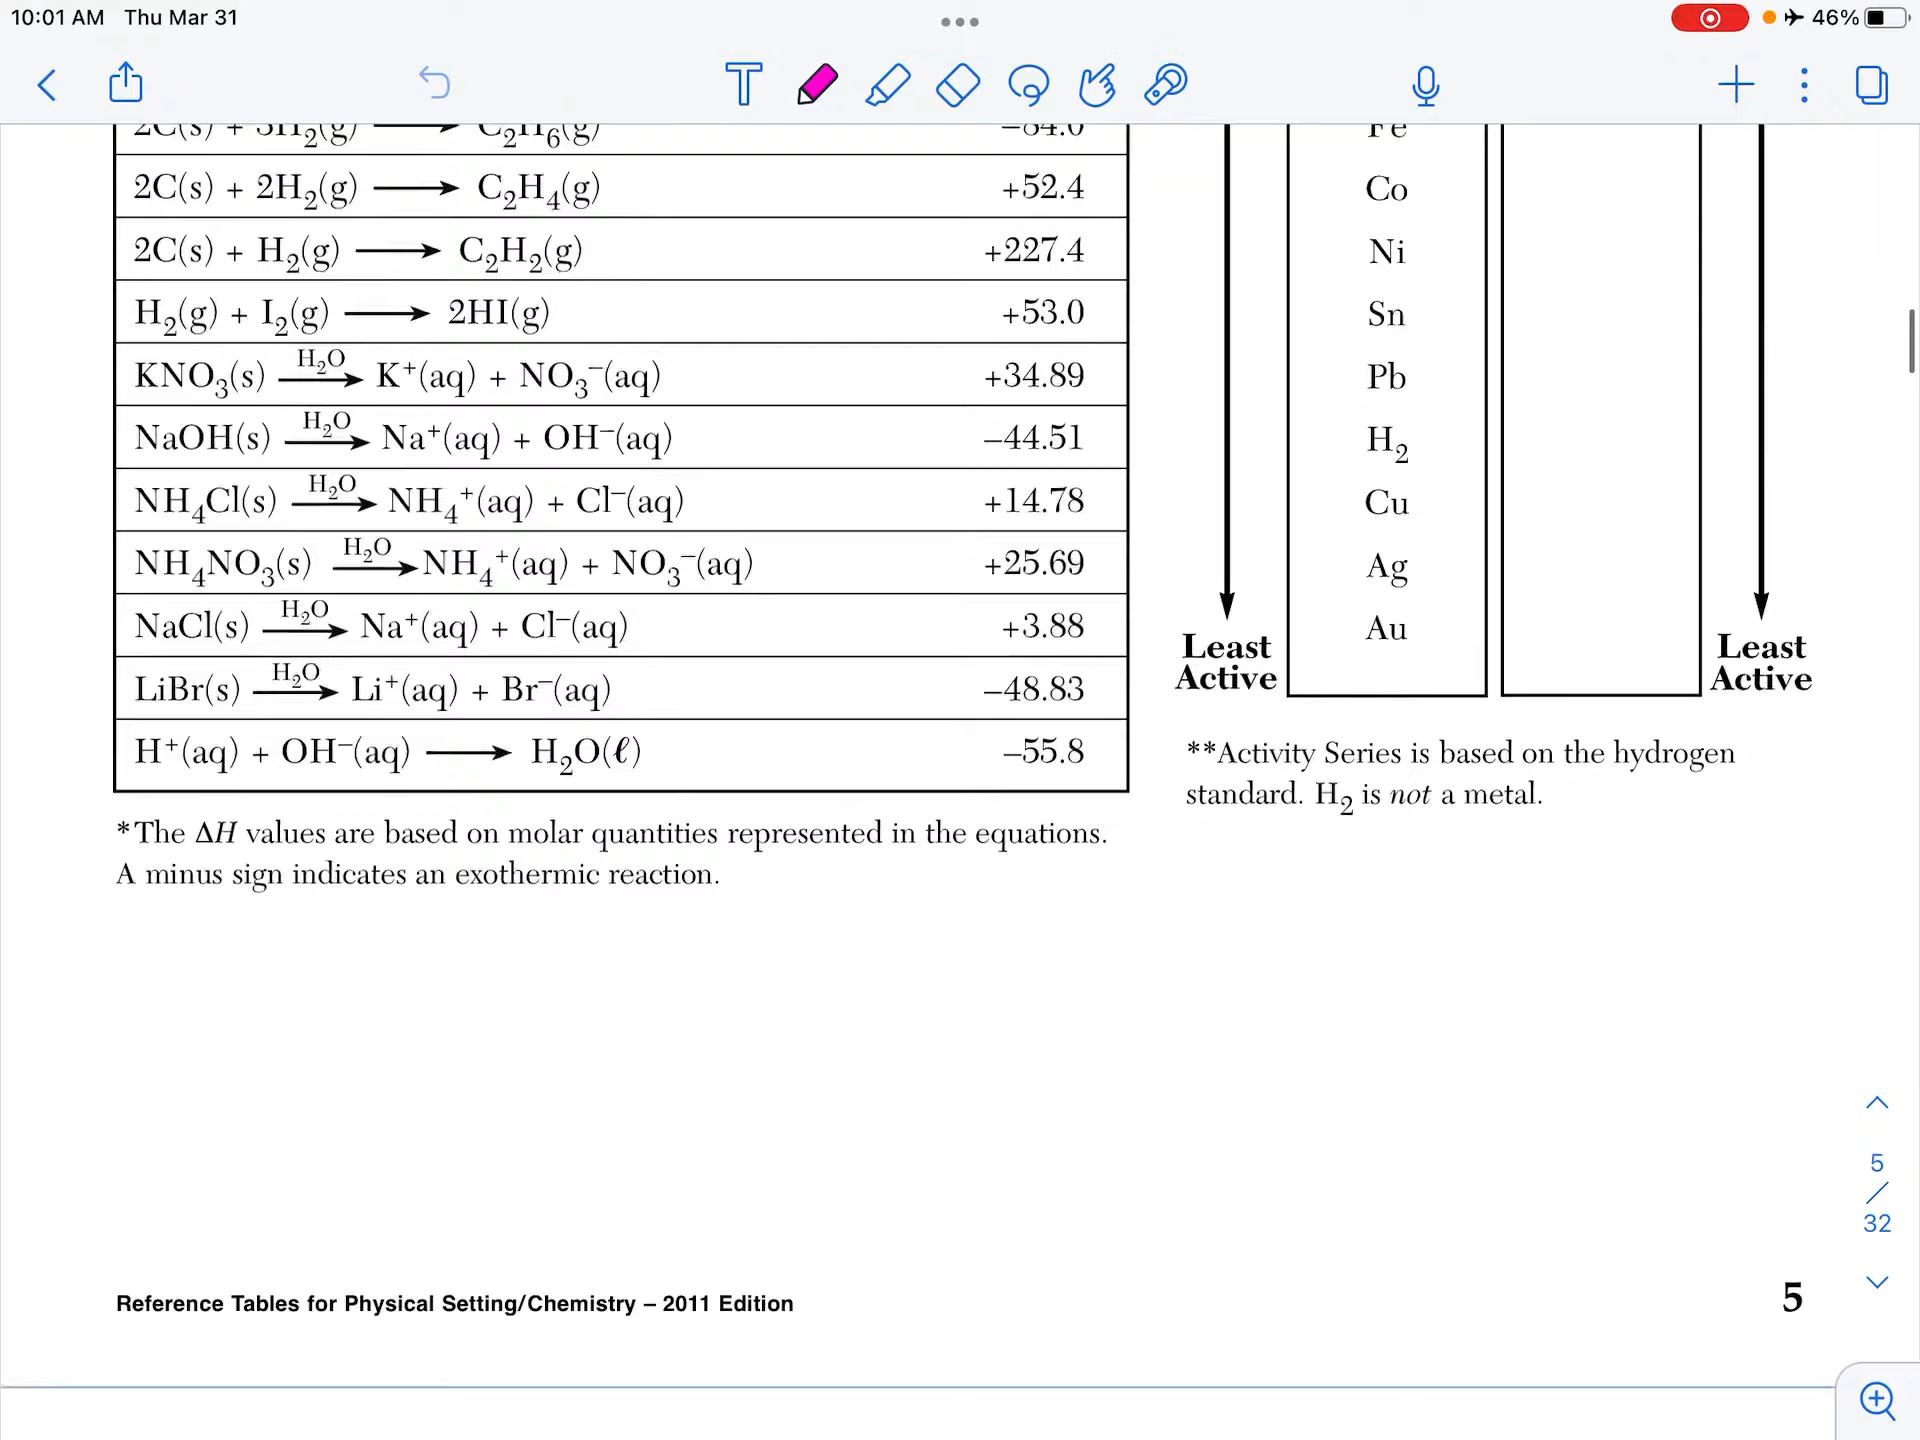 10:01 AM Thu Mar 31
46%
2C(s) + 3H₂(g) ⟶ C₂H₆(g) –84.0
2C(s) + 2H₂(g) ⟶ C₂H₄(g) +52.4
2C(s) + H₂(g) ⟶ C₂H₂(g) +227.4
H₂(g) + I₂(g) ⟶ 2HI(g) +53.0
KNO₃(s) —H₂O→ K⁺(aq) + NO₃⁻(aq) +34.89
NaOH(s) —H₂O→ Na⁺(aq) + OH⁻(aq) –44.51
NH₄Cl(s) —H₂O→ NH₄⁺(aq) + Cl⁻(aq) +14.78
NH₄NO₃(s) —H₂O→ NH₄⁺(aq) + NO₃⁻(aq) +25.69
NaCl(s) —H₂O→ Na⁺(aq) + Cl⁻(aq) +3.88
LiBr(s) —H₂O→ Li⁺(aq) + Br⁻(aq) –48.83
H⁺(aq) + OH⁻(aq) ⟶ H₂O(ℓ) –55.8
*The ΔH values are based on molar quantities represented in the equations.
A minus sign indicates an exothermic reaction.
Fe
Co
Ni
Sn
Pb
H₂
Cu
Ag
Au
Least
Active
Least
Active
**Activity Series is based on the hydrogen
standard. H₂ is not a metal.
5
/
32
Reference Tables for Physical Setting/Chemistry – 2011 Edition
5